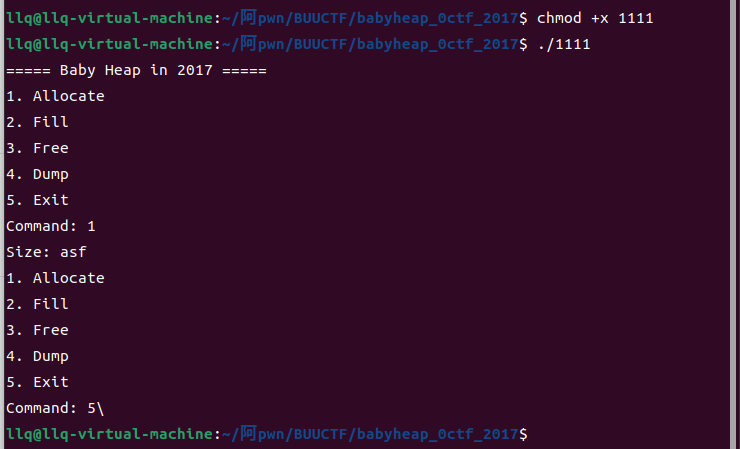 llq@llq-virtual-machine:~/阿pwn/BUUCTF/babyheap_0ctf_2017$ chmod +x 1111
llq@llq-virtual-machine:~/阿pwn/BUUCTF/babyheap_0ctf_2017$ ./1111
===== Baby Heap in 2017 =====
1. Allocate
2. Fill
3. Free
4. Dump
5. Exit
Command: 1
Size: asf
1. Allocate
2. Fill
3. Free
4. Dump
5. Exit
Command: 5\
llq@llq-virtual-machine:~/阿pwn/BUUCTF/babyheap_0ctf_2017$